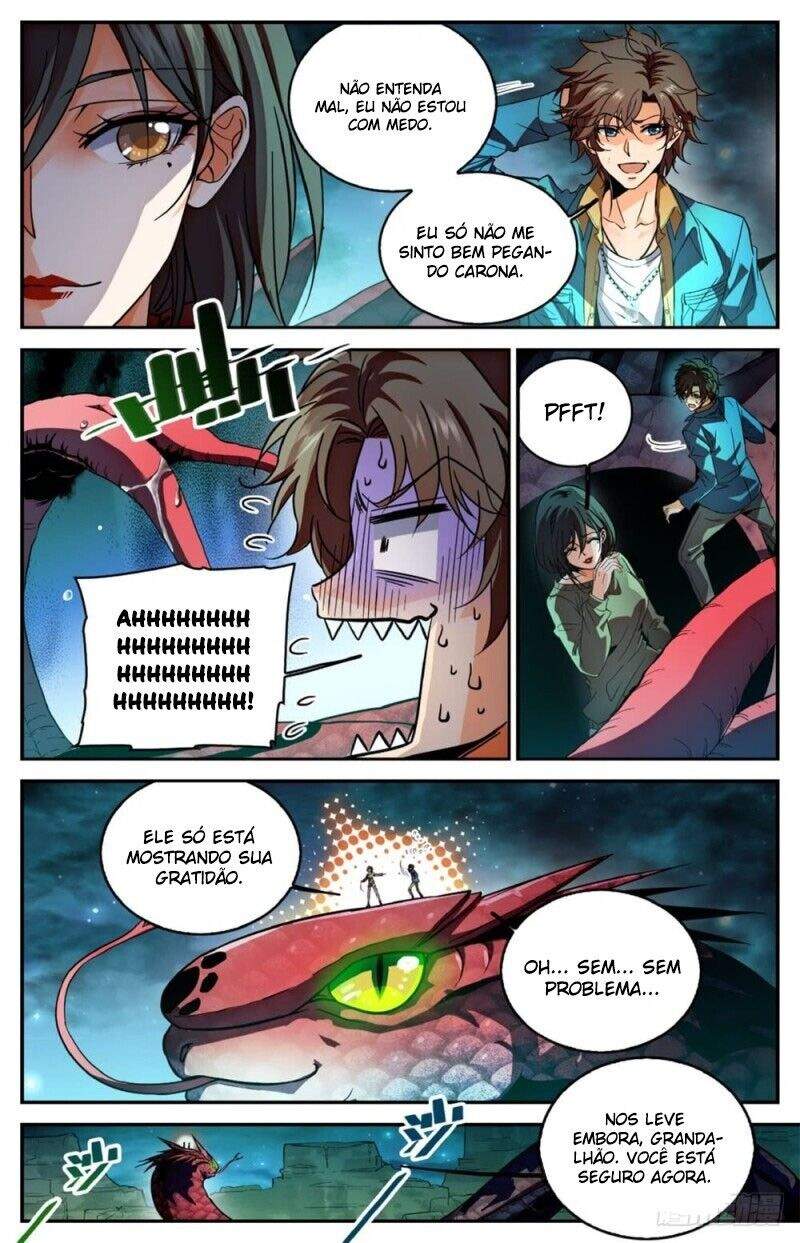 NÃO ENTENDA
MAL, EU NÃO ESTOU
COM MEDO.
EU SÓ NÃO ME
SINTO BEM PEGAN-
DO CARONA.
AHHHHHHHH
HHHHHHHHH
HHHHHHHHH
HHHHHHHHH!
PFFT!
ELE SÓ ESTÁ
MOSTRANDO SUA
GRATIDÃO.
OH... SEM... SEM
PROBLEMA...
NOS LEVE
EMBORA, GRANDA-
LHÃO. VOCÊ ESTÁ
SEGURO AGORA.